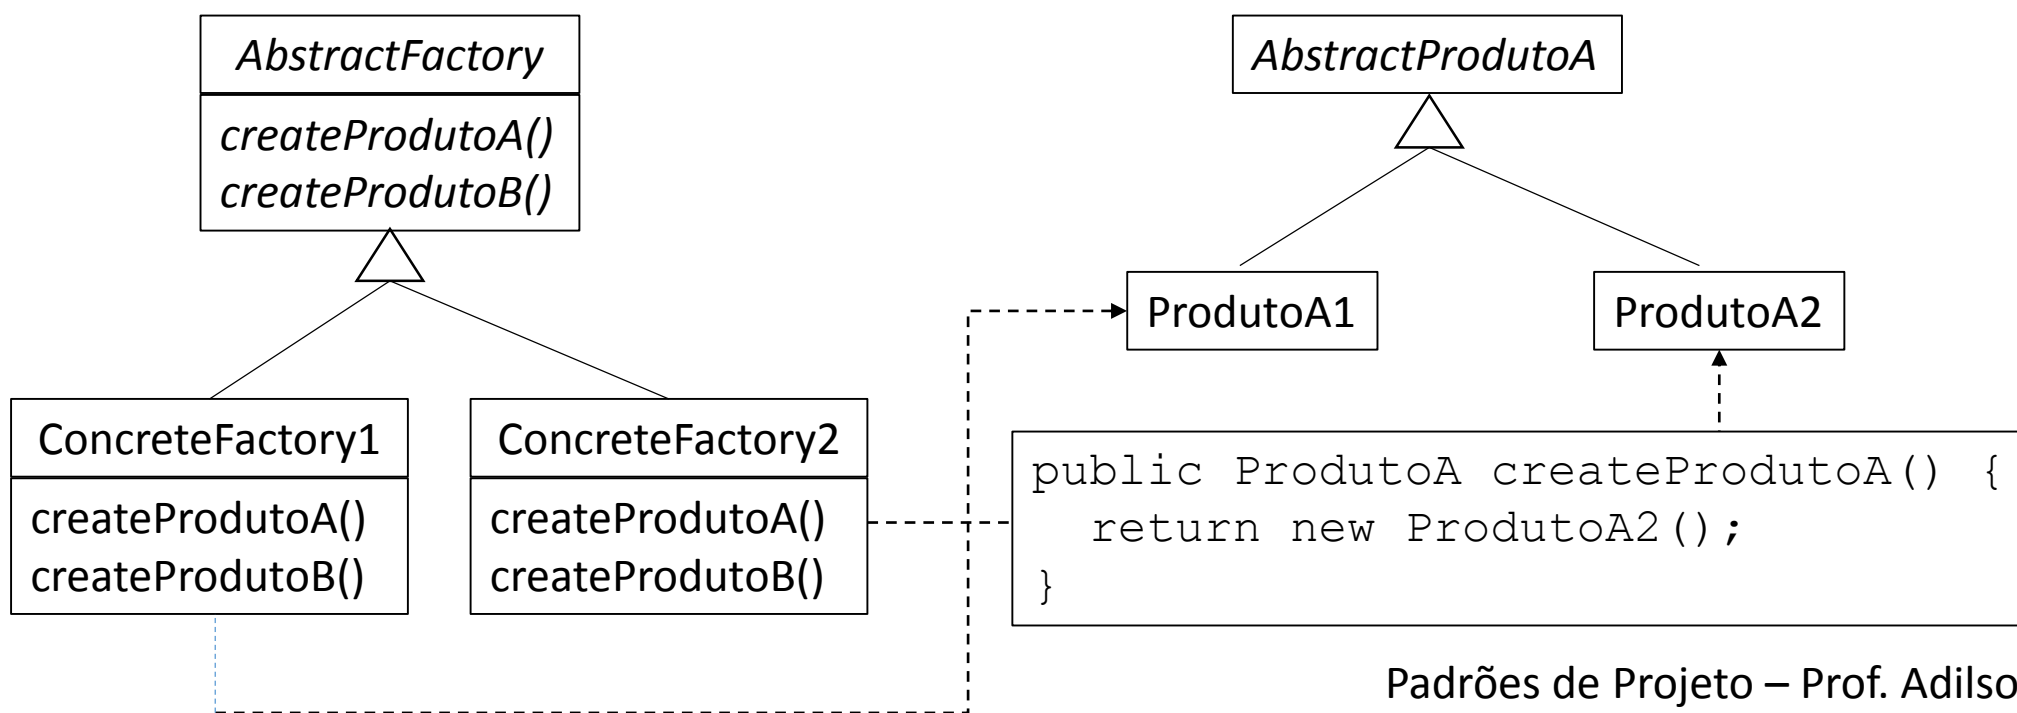 AbstractFactory
createProdutoA()
createProdutoB()
AbstractProdutoA
ProdutoA1
ProdutoA2
ConcreteFactory1
createProdutoA()
createProdutoB()
ConcreteFactory2
createProdutoA()
createProdutoB()
public ProdutoA createProdutoA() {
return new ProdutoA2();
}
Padrões de Projeto – Prof. Adilso